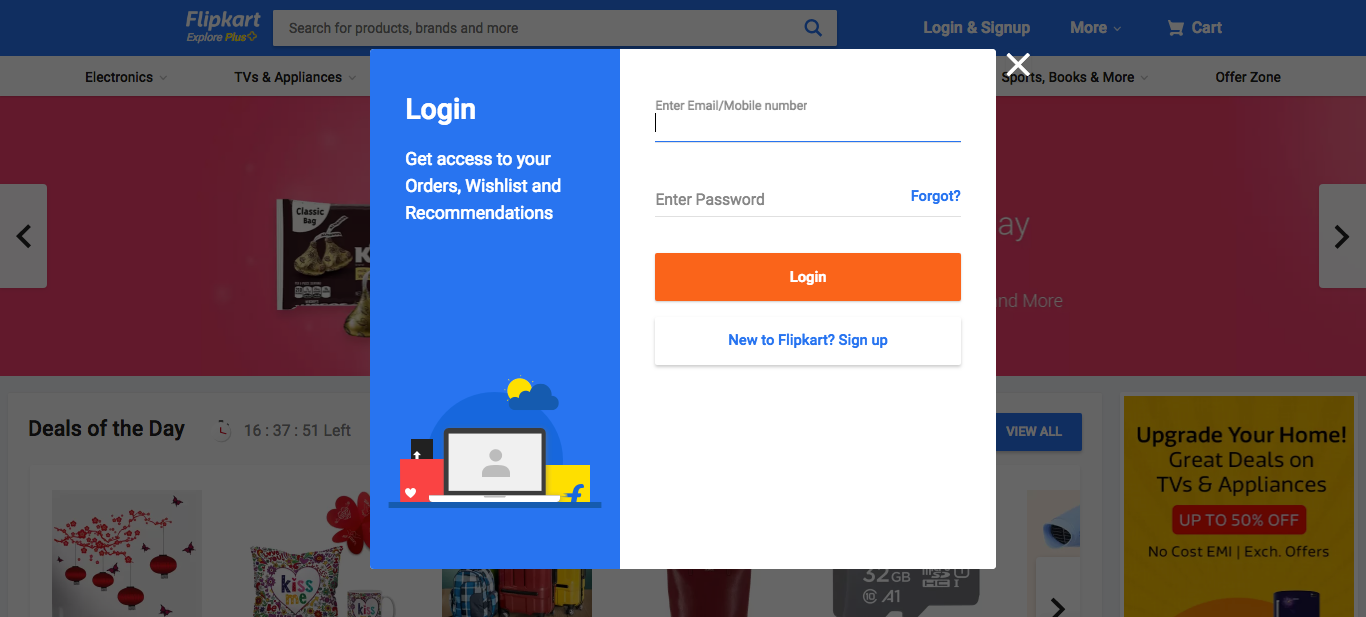 Flipkart
Explore Plus
Search for products, brands and more
Login & Signup
More
Cart
Electronics
TVs & Appliances
Sports, Books & More
Offer Zone
Login
Get access to your
Orders, Wishlist and
Recommendations
Enter Email/Mobile number
Enter Password
Forgot?
Login
New to Flipkart? Sign up
Classic
Bag
K
ay
nd More
Deals of the Day
16 : 37 : 51 Left
VIEW ALL
kiss
me
kiss
me
32GB
A1
Upgrade Your Home!
Great Deals on
TVs & Appliances
UP TO 50% OFF
No Cost EMI | Exch. Offers